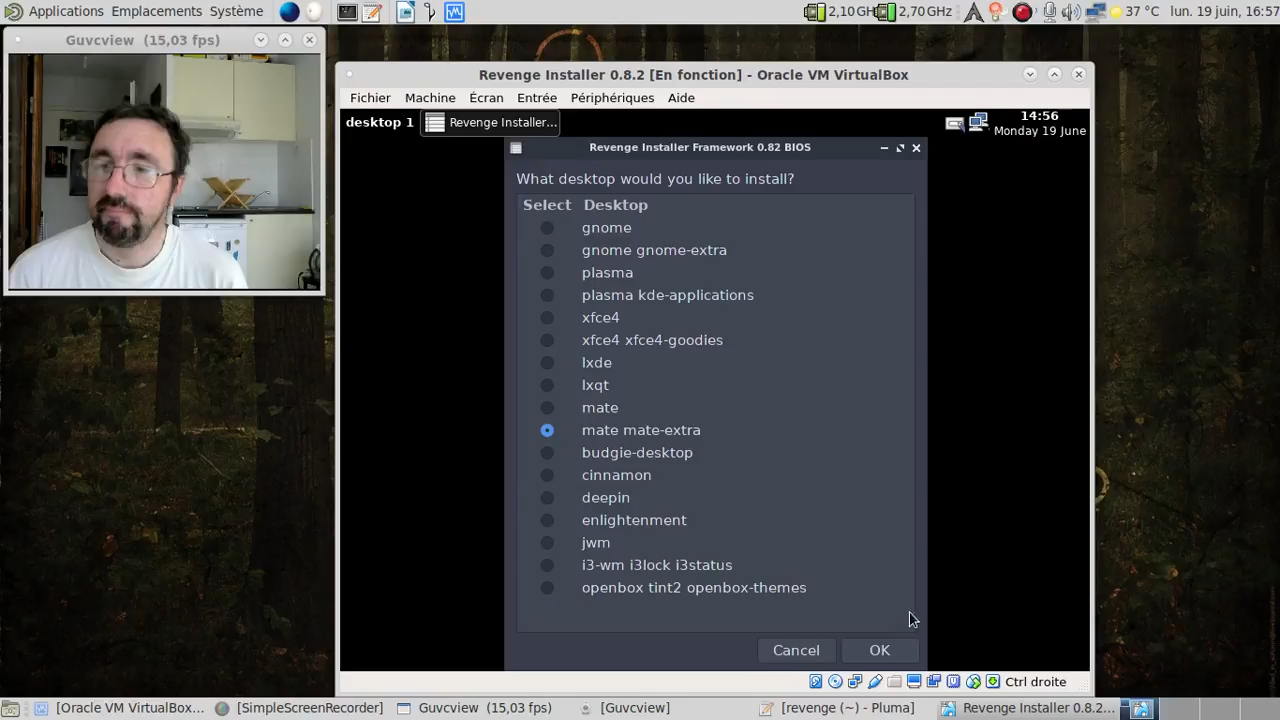 Applications Emplacements Système
2,10 GHz 2,70 GHz 37 °C lun. 19 juin, 16:57
Guvcview (15,03 fps)
Revenge Installer 0.8.2 [En fonction] - Oracle VM VirtualBox
Fichier Machine Écran Entrée Périphériques Aide
desktop 1 Revenge Installer... 14:56
Monday 19 June
Revenge Installer Framework 0.82 BIOS
What desktop would you like to install?
Select Desktop
gnome
gnome gnome-extra
plasma
plasma kde-applications
xfce4
xfce4 xfce4-goodies
lxde
lxqt
mate
mate mate-extra
budgie-desktop
cinnamon
deepin
enlightenment
jwm
i3-wm i3lock i3status
openbox tint2 openbox-themes
Cancel OK
Ctrl droite
[Oracle VM VirtualBox... [SimpleScreenRecorder] Guvcview (15,03 fps) [Guvcview] [revenge (~) - Pluma] Revenge Installer 0.8.2...